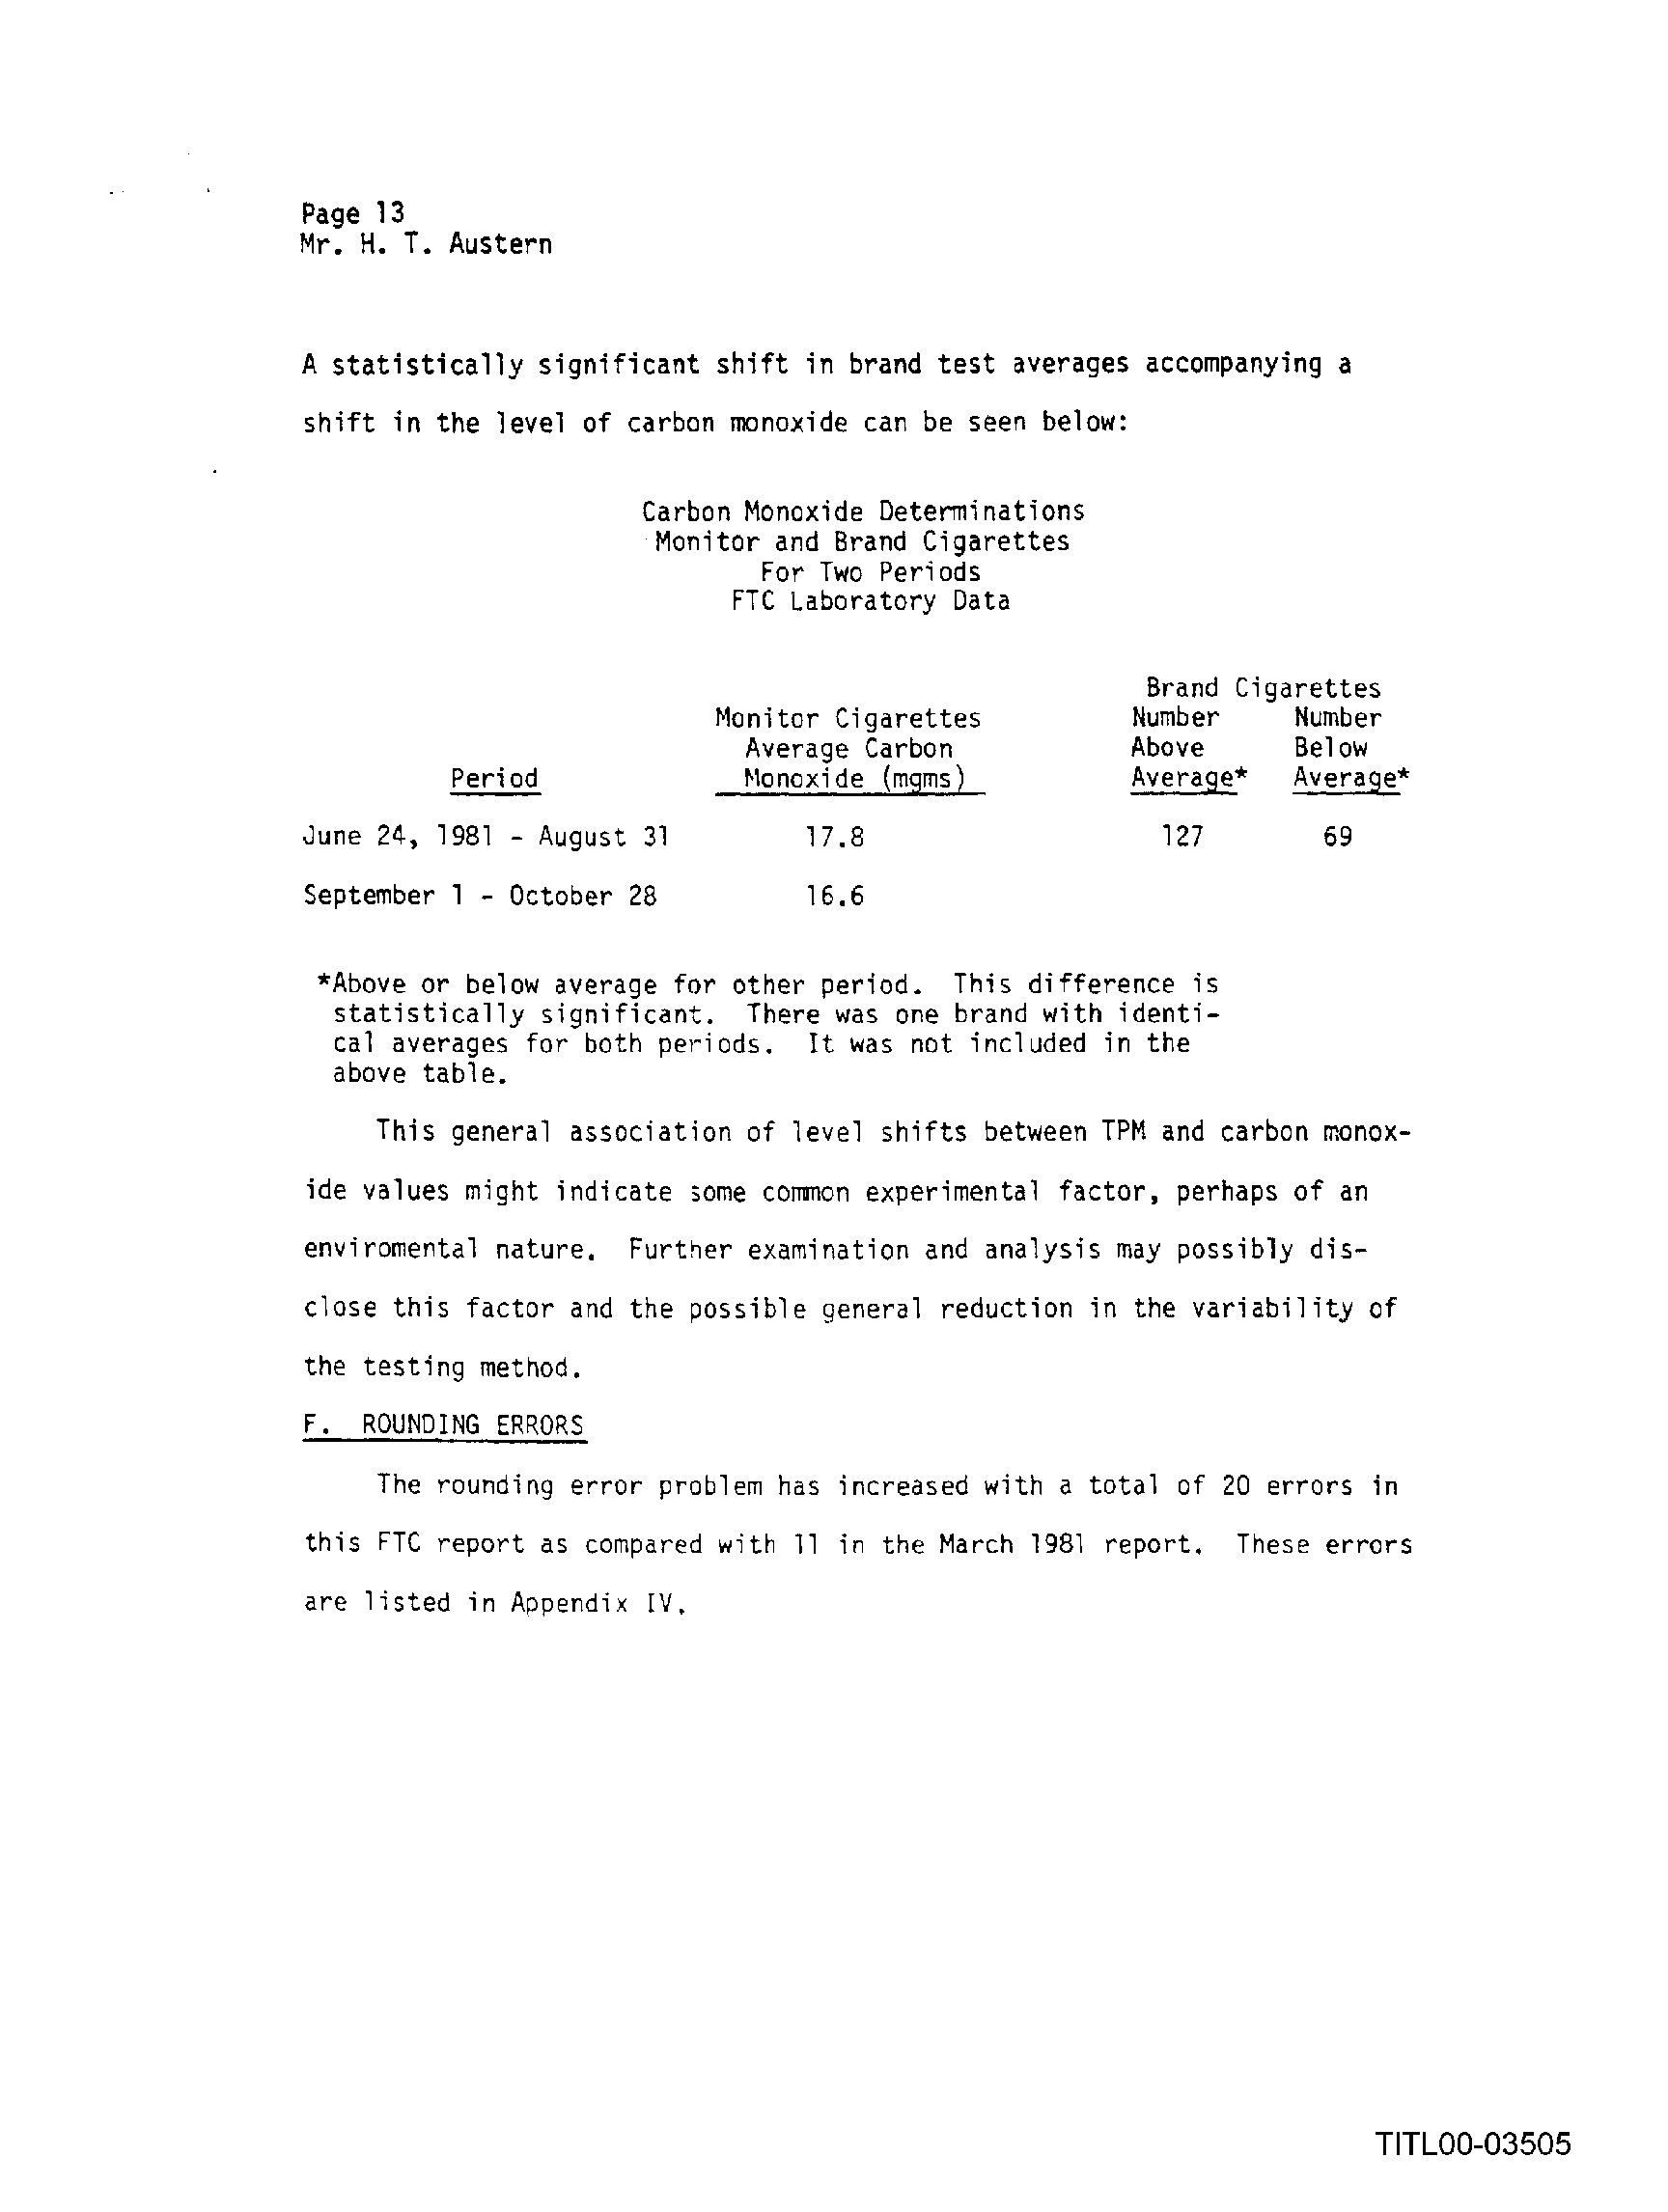 Page 13
Mr. H. T. Austern
A statistically significant shift in brand test averages accompanying a
shift in the level of carbon monoxide can be seen below:
Carbon Monoxide Determinations
Monitor and Brand Cigarettes
For Two Periods
FTC Laboratory Data
Brand Cigarettes
Monitor Cigarettes Number Number
Average Carbon Above Below
Period Monoxide (mgms) Average* Average*
June 24, 1981 - August 31 17.8 127 69
September 1 - October 28 16.6
*Above or below average for other period. This difference is
statistically significant. There was one brand with identi-
cal averages for both periods. It was not included in the
above table.
This general association of level shifts between TPM and carbon monox-
ide values might indicate some common experimental factor, perhaps of an
enviromental nature. Further examination and analysis may possibly dis-
close this factor and the possible general reduction in the variability of
the testing method.
F. ROUNDING ERRORS
The rounding error problem has increased with a total of 20 errors in
this FTC report as compared with 11 in the March 1981 report. These errors
are listed in Appendix IV.
TITL00-03505